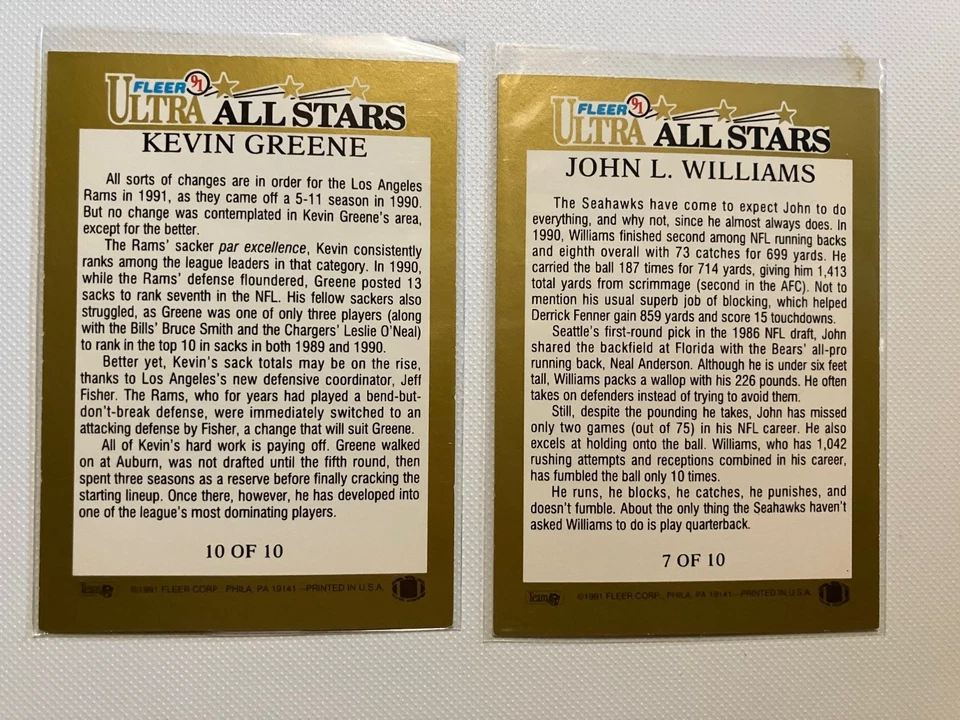 FLEER 91
ULTRA ALL STARS
KEVIN GREENE
All sorts of changes are in order for the Los Angeles
Rams in 1991, as they came off a 5-11 season in 1990.
But no change was contemplated in Kevin Greene's area,
except for the better.
The Rams' sacker par excellence, Kevin consistently
ranks among the league leaders in that category. In 1990,
while the Rams' defense floundered, Greene posted 13
sacks to rank seventh in the NFL. His fellow sackers also
struggled, as Greene was one of only three players (along
with the Bills' Bruce Smith and the Chargers' Leslie O'Neal)
to rank in the top 10 in sacks in both 1989 and 1990.
Better yet, Kevin's sack totals may be on the rise,
thanks to Los Angeles's new defensive coordinator, Jeff
Fisher. The Rams, who for years had played a bend-but-
don't-break defense, were immediately switched to an
attacking defense by Fisher, a change that will suit Greene.
All of Kevin's hard work is paying off. Greene walked
on at Auburn, was not drafted until the fifth round, then
spent three seasons as a reserve before finally cracking the
starting lineup. Once there, however, he has developed into
one of the league's most dominating players.
10 OF 10
Team
©1991 FLEER CORP., PHILA, PA 19141—PRINTED IN U.S.A.
FLEER 91
ULTRA ALL STARS
JOHN L. WILLIAMS
The Seahawks have come to expect John to do
everything, and why not, since he almost always does. In
1990, Williams finished second among NFL running backs
and eighth overall with 73 catches for 699 yards. He
carried the ball 187 times for 714 yards, giving him 1,413
total yards from scrimmage (second in the AFC). Not to
mention his usual superb job of blocking, which helped
Derrick Fenner gain 859 yards and score 15 touchdowns.
Seattle's first-round pick in the 1986 NFL draft, John
shared the backfield at Florida with the Bears' all-pro
running back, Neal Anderson. Although he is under six feet
tall, Williams packs a wallop with his 226 pounds. He often
takes on defenders instead of trying to avoid them.
Still, despite the pounding he takes, John has missed
only two games (out of 75) in his NFL career. He also
excels at holding onto the ball. Williams, who has 1,042
rushing attempts and receptions combined in his career,
has fumbled the ball only 10 times.
He runs, he blocks, he catches, he punishes, and
doesn't fumble. About the only thing the Seahawks haven't
asked Williams to do is play quarterback.
7 OF 10
Team
©1991 FLEER CORP., PHILA, PA 19141—PRINTED IN U.S.A.